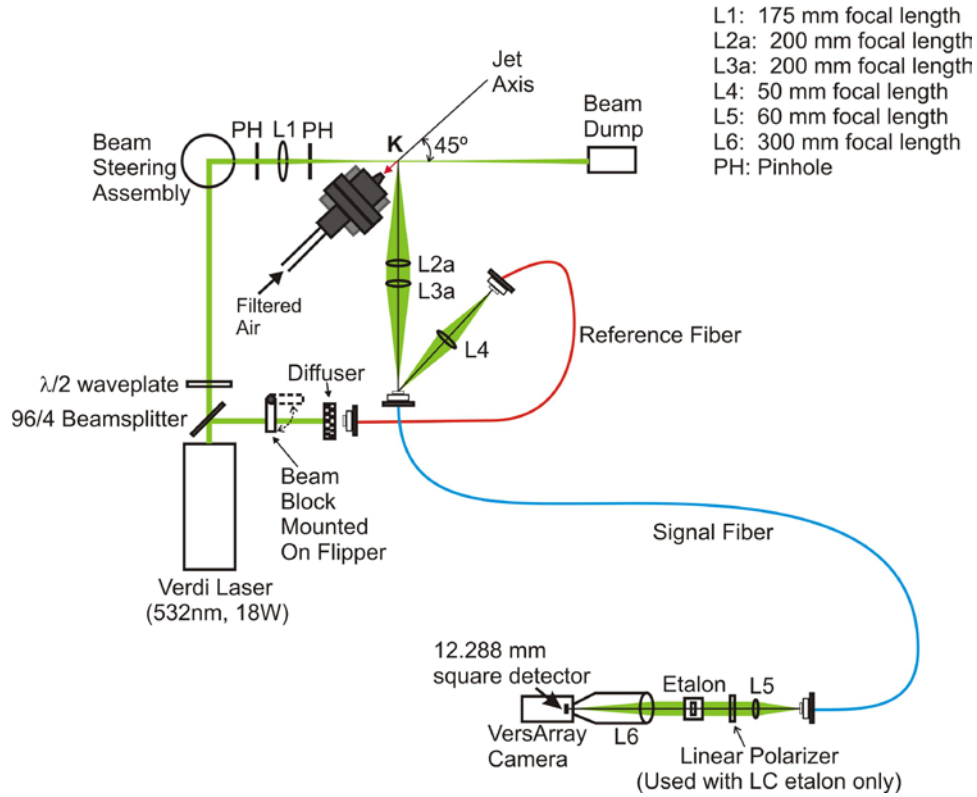 L1: 175 mm focal length
L2a: 200 mm focal length
L3a: 200 mm focal length
L4: 50 mm focal length
L5: 60 mm focal length
L6: 300 mm focal length
PH: Pinhole
Jet
Axis
Beam
Dump
Beam
Steering
Assembly
PH
L1
PH
K
45º
L2a
L3a
Filtered
Air
L4
Reference Fiber
λ/2 waveplate
96/4 Beamsplitter
Diffuser
Beam
Block
Mounted
On Flipper
Signal Fiber
Verdi Laser
(532nm, 18W)
12.288 mm
square detector
Etalon
L5
VersArray
Camera
L6
Linear Polarizer
(Used with LC etalon only)